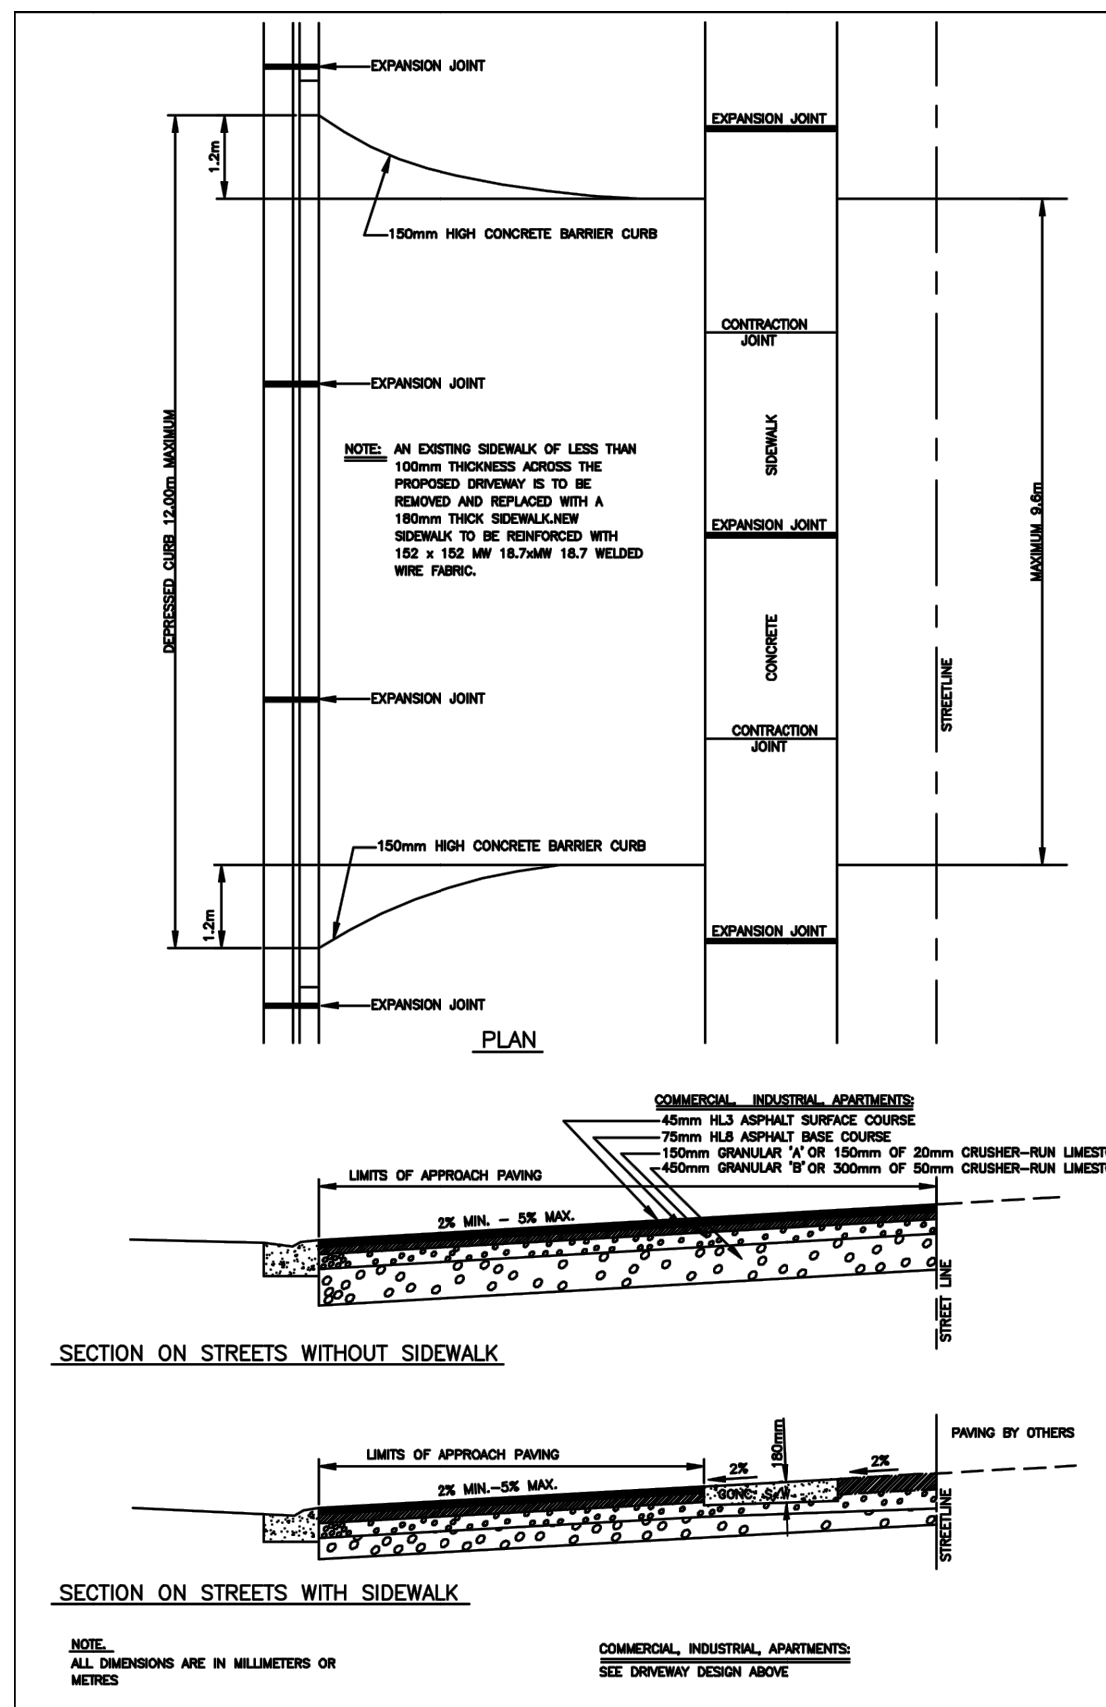 EXPANSION JOINT
EXPANSION JOINT
1.2m
150mm HIGH CONCRETE BARRIER CURB
CONTRACTION
JOINT
EXPANSION JOINT
DEPRESSED CURB 12.00m MAXIMUM
NOTE: AN EXISTING SIDEWALK OF LESS THAN
100mm THICKNESS ACROSS THE
PROPOSED DRIVEWAY IS TO BE
REMOVED AND REPLACED WITH A
180mm THICK SIDEWALK.NEW
SIDEWALK TO BE REINFORCED WITH
152 x 152 MW 18.7xMW 18.7 WELDED
WIRE FABRIC.
SIDEWALK
EXPANSION JOINT
MAXIMUM 9.6m
CONCRETE
STREETLINE
EXPANSION JOINT
CONTRACTION
JOINT
150mm HIGH CONCRETE BARRIER CURB
1.2m
EXPANSION JOINT
EXPANSION JOINT
PLAN
COMMERCIAL, INDUSTRIAL, APARTMENTS:
45mm HL3 ASPHALT SURFACE COURSE
75mm HL8 ASPHALT BASE COURSE
150mm GRANULAR 'A' OR 150mm OF 20mm CRUSHER-RUN LIMEST
450mm GRANULAR 'B' OR 300mm OF 50mm CRUSHER-RUN LIMEST
LIMITS OF APPROACH PAVING
2% MIN. - 5% MAX.
STREET LINE
SECTION ON STREETS WITHOUT SIDEWALK
PAVING BY OTHERS
LIMITS OF APPROACH PAVING
180mm
2%
2%
2% MIN.-5% MAX.
CONC. S/W
STREETLINE
SECTION ON STREETS WITH SIDEWALK
NOTE.
ALL DIMENSIONS ARE IN MILLIMETERS OR
METRES
COMMERCIAL, INDUSTRIAL, APARTMENTS:
SEE DRIVEWAY DESIGN ABOVE